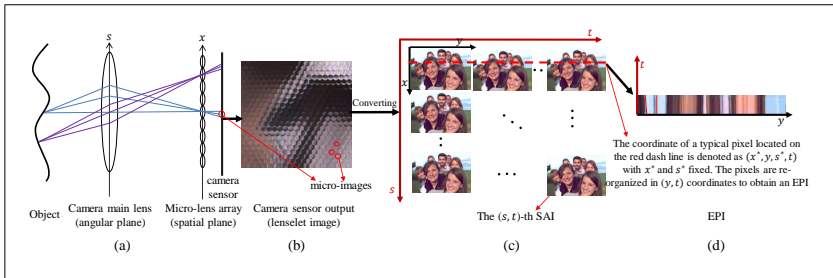 s
x
Object
Camera main lens
(angular plane)
Micro-lens array
(spatial plane)
camera
sensor
(a)
micro-images
Camera sensor output
(lenselet image)
(b)
Converting
t
y
x
s
The (s, t)-th SAI
(c)
t
y
The coordinate of a typical pixel located on
the red dash line is denoted as (x*, y, s*, t)
with x* and s* fixed. The pixels are re-
organized in (y, t) coordinates to obtain an EPI
EPI
(d)